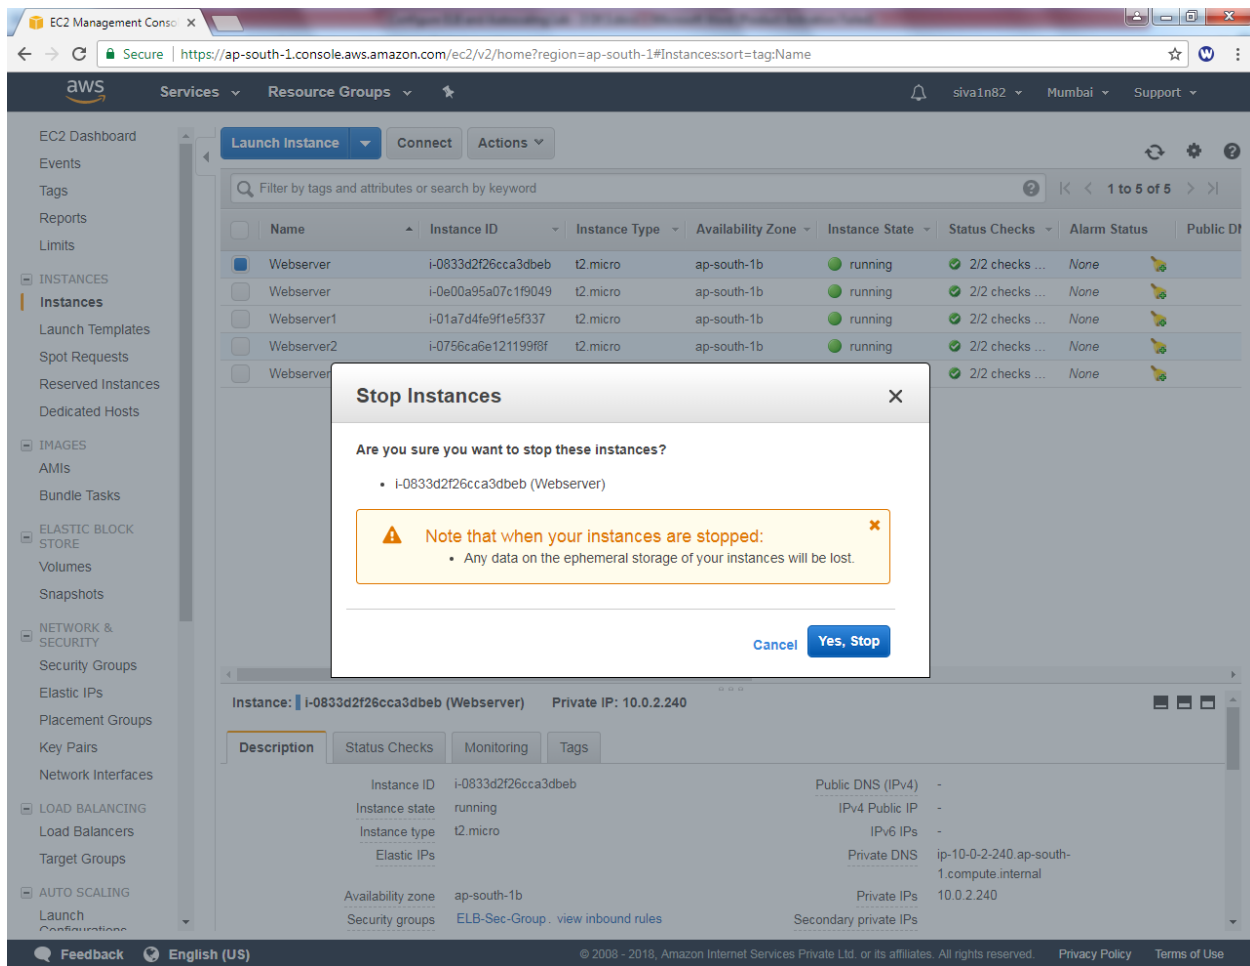 EC2 Management Conso
Secure | https://ap-south-1.console.aws.amazon.com/ec2/v2/home?region=ap-south-1#Instances:sort=tag:Name
aws Services Resource Groups siva1n82 Mumbai Support
EC2 Dashboard
Events
Tags
Reports
Limits
INSTANCES
Instances
Launch Templates
Spot Requests
Reserved Instances
Dedicated Hosts
IMAGES
AMIs
Bundle Tasks
ELASTIC BLOCK
STORE
Volumes
Snapshots
NETWORK &
SECURITY
Security Groups
Elastic IPs
Placement Groups
Key Pairs
Network Interfaces
LOAD BALANCING
Load Balancers
Target Groups
AUTO SCALING
Launch
Configurations
Launch Instance Connect Actions
Filter by tags and attributes or search by keyword 1 to 5 of 5
Name Instance ID Instance Type Availability Zone Instance State Status Checks Alarm Status Public DN
Webserver i-0833d2f26cca3dbeb t2.micro ap-south-1b running 2/2 checks ... None
Webserver i-0e00a95a07c1f9049 t2.micro ap-south-1b running 2/2 checks ... None
Webserver1 i-01a7d4fe9f1e5f337 t2.micro ap-south-1b running 2/2 checks ... None
Webserver2 i-0756ca6e121199f8f t2.micro ap-south-1b running 2/2 checks ... None
Webserver 2/2 checks ... None
Stop Instances
Are you sure you want to stop these instances?
• i-0833d2f26cca3dbeb (Webserver)
Note that when your instances are stopped:
• Any data on the ephemeral storage of your instances will be lost.
Cancel Yes, Stop
Instance: i-0833d2f26cca3dbeb (Webserver) Private IP: 10.0.2.240
Description Status Checks Monitoring Tags
Instance ID i-0833d2f26cca3dbeb Public DNS (IPv4) -
Instance state running IPv4 Public IP -
Instance type t2.micro IPv6 IPs -
Elastic IPs Private DNS ip-10-0-2-240.ap-south-
1.compute.internal
Availability zone ap-south-1b Private IPs 10.0.2.240
Security groups ELB-Sec-Group. view inbound rules Secondary private IPs
Feedback English (US) © 2008 - 2018, Amazon Internet Services Private Ltd. or its affiliates. All rights reserved. Privacy Policy Terms of Use